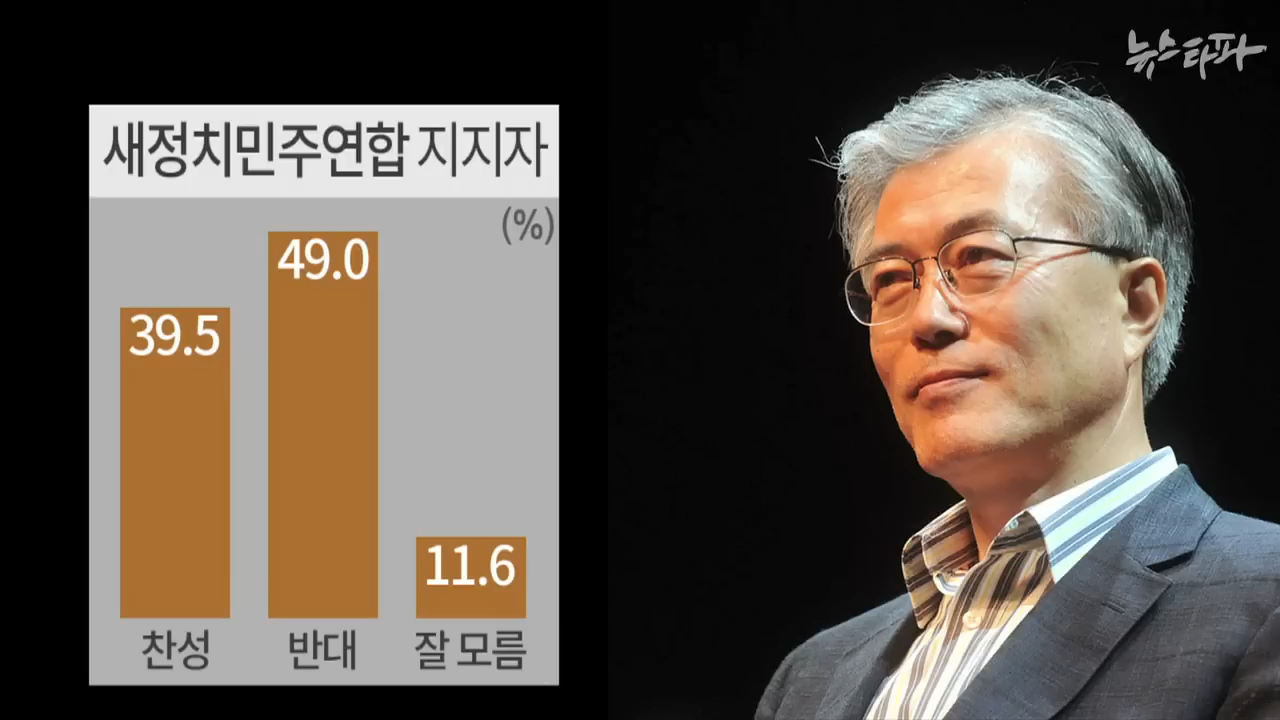 뉴스타파
새정치민주연합 지지자
(%)
39.5
49.0
11.6
찬성
반대
잘 모름